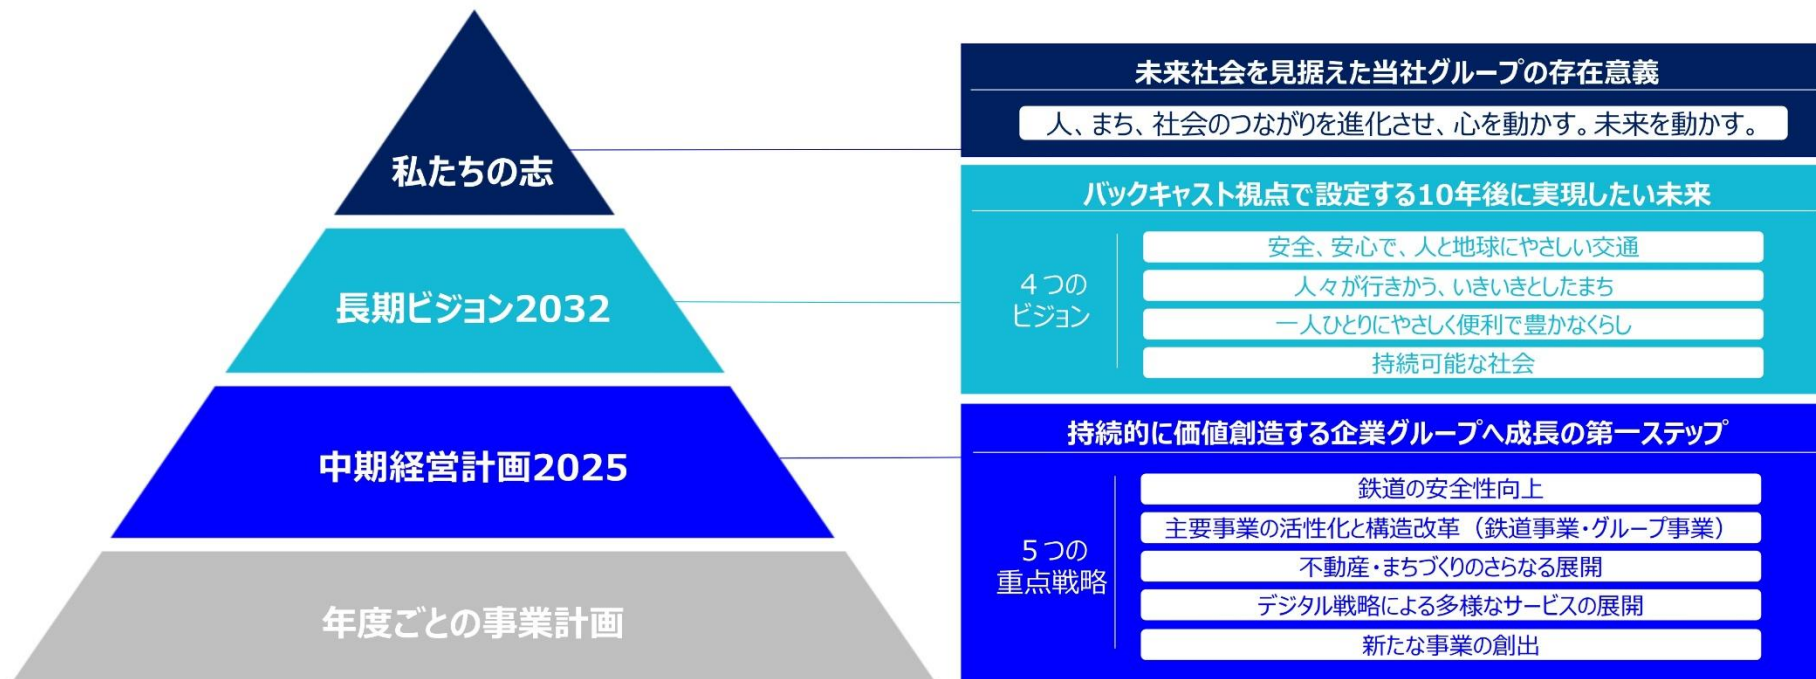 私たちの志
長期ビジョン2032
中期経営計画2025
年度ごとの事業計画
未来社会を見据えた当社グループの存在意義
人、まち、社会のつながりを進化させ、心を動かす。未来を動かす。
バックキャスト視点で設定する10年後に実現したい未来
４つの
ビジョン
安全、安心で、人と地球にやさしい交通
人々が行きかう、いきいきとしたまち
一人ひとりにやさしく便利で豊かなくらし
持続可能な社会
持続的に価値創造する企業グループへ成長の第一ステップ
５つの
重点戦略
鉄道の安全性向上
主要事業の活性化と構造改革（鉄道事業・グループ事業）
不動産・まちづくりのさらなる展開
デジタル戦略による多様なサービスの展開
新たな事業の創出